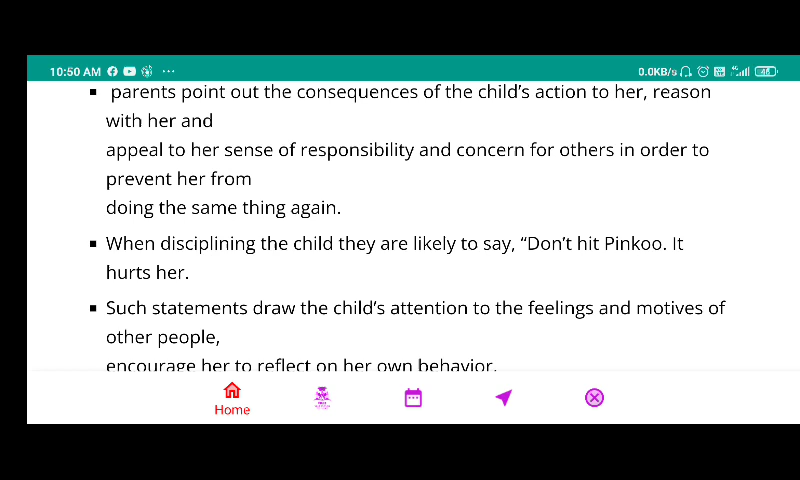 10:50 AM ... 0.0KB/s 46
parents point out the consequences of the child's action to her, reason
with her and
appeal to her sense of responsibility and concern for others in order to
prevent her from
doing the same thing again.
When disciplining the child they are likely to say, “Don't hit Pinkoo. It
hurts her.
Such statements draw the child's attention to the feelings and motives of
other people,
encourage her to reflect on her own behavior.
Home